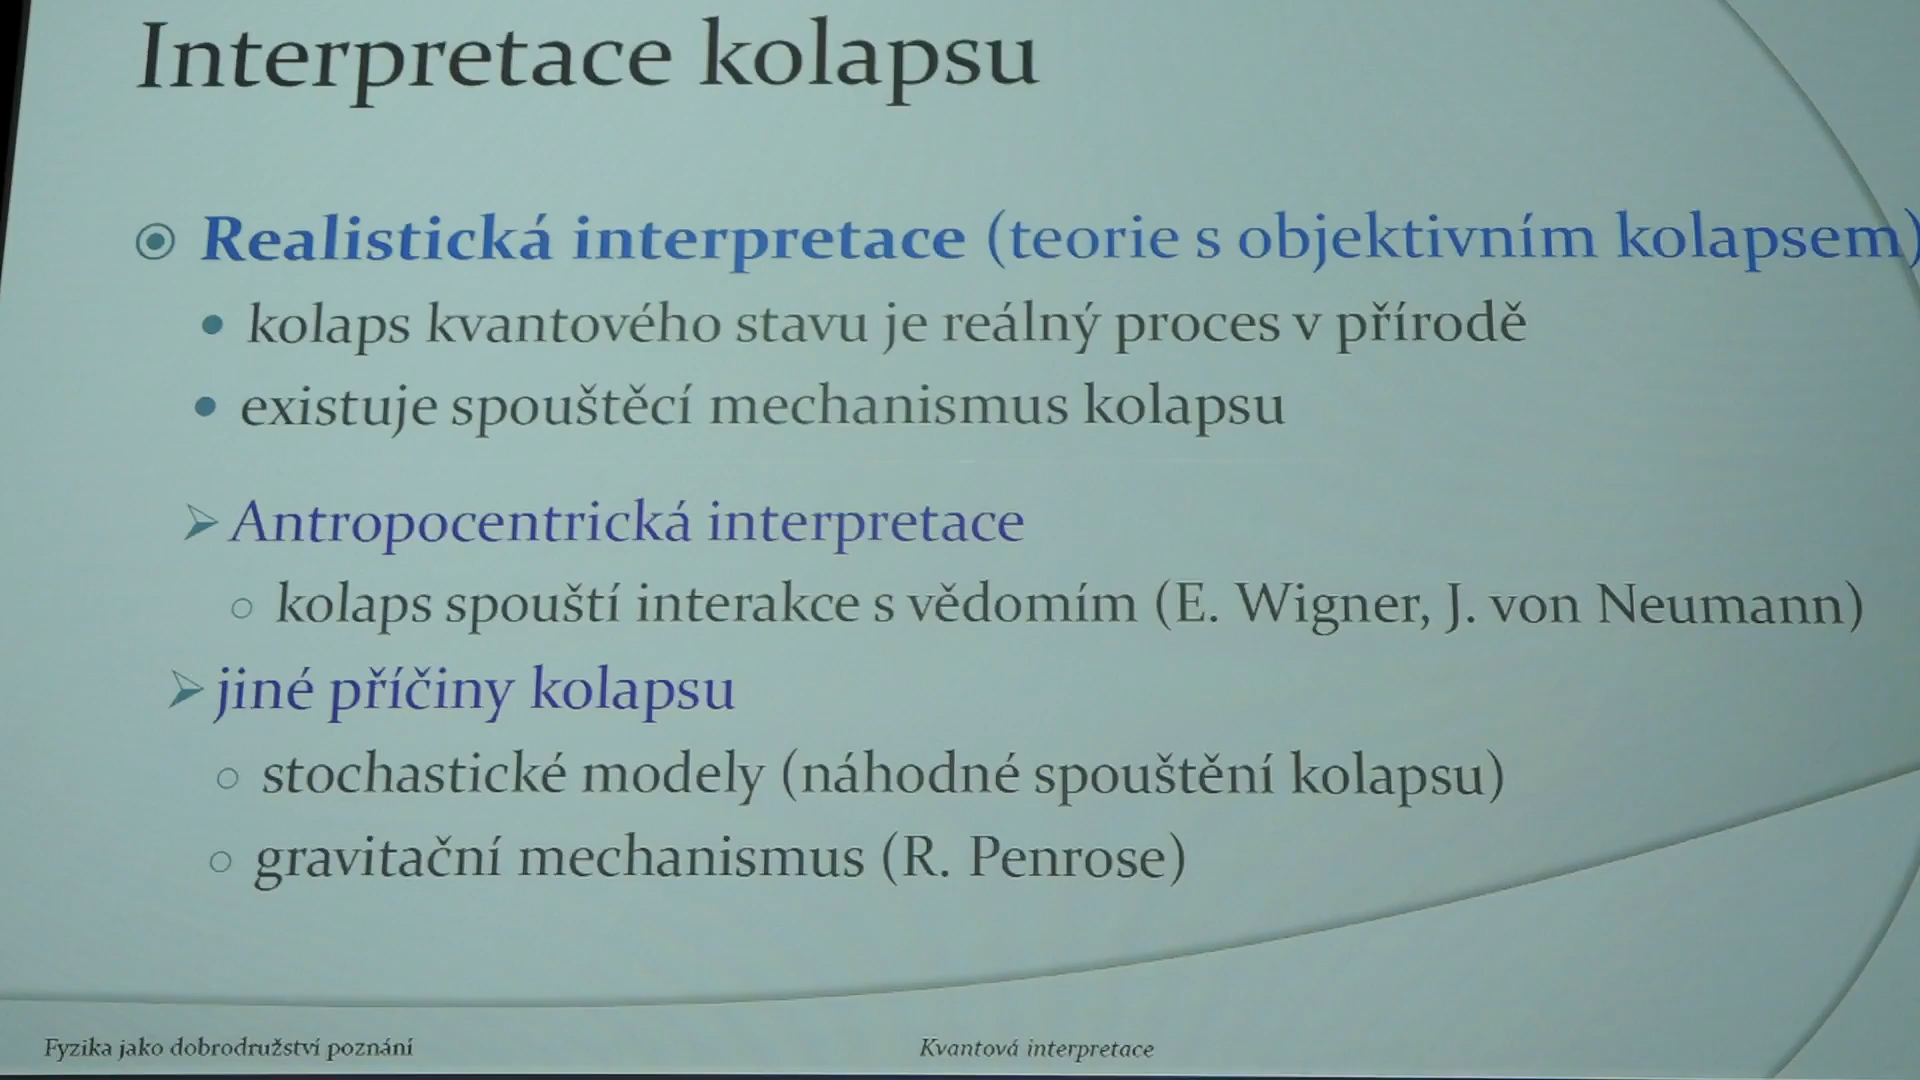 Interpretace kolapsu
Realistická interpretace (teorie s objektivním kolapsem)
kolaps kvantového stavu je reálný proces v přírodě
existuje spouštěcí mechanismus kolapsu
Antropocentrická interpretace
kolaps spouští interakce s vědomím (E. Wigner, J. von Neumann)
jiné příčiny kolapsu
stochastické modely (náhodné spouštění kolapsu)
gravitační mechanismus (R. Penrose)
Fyzika jako dobrodružství poznání
Kvantová interpretace